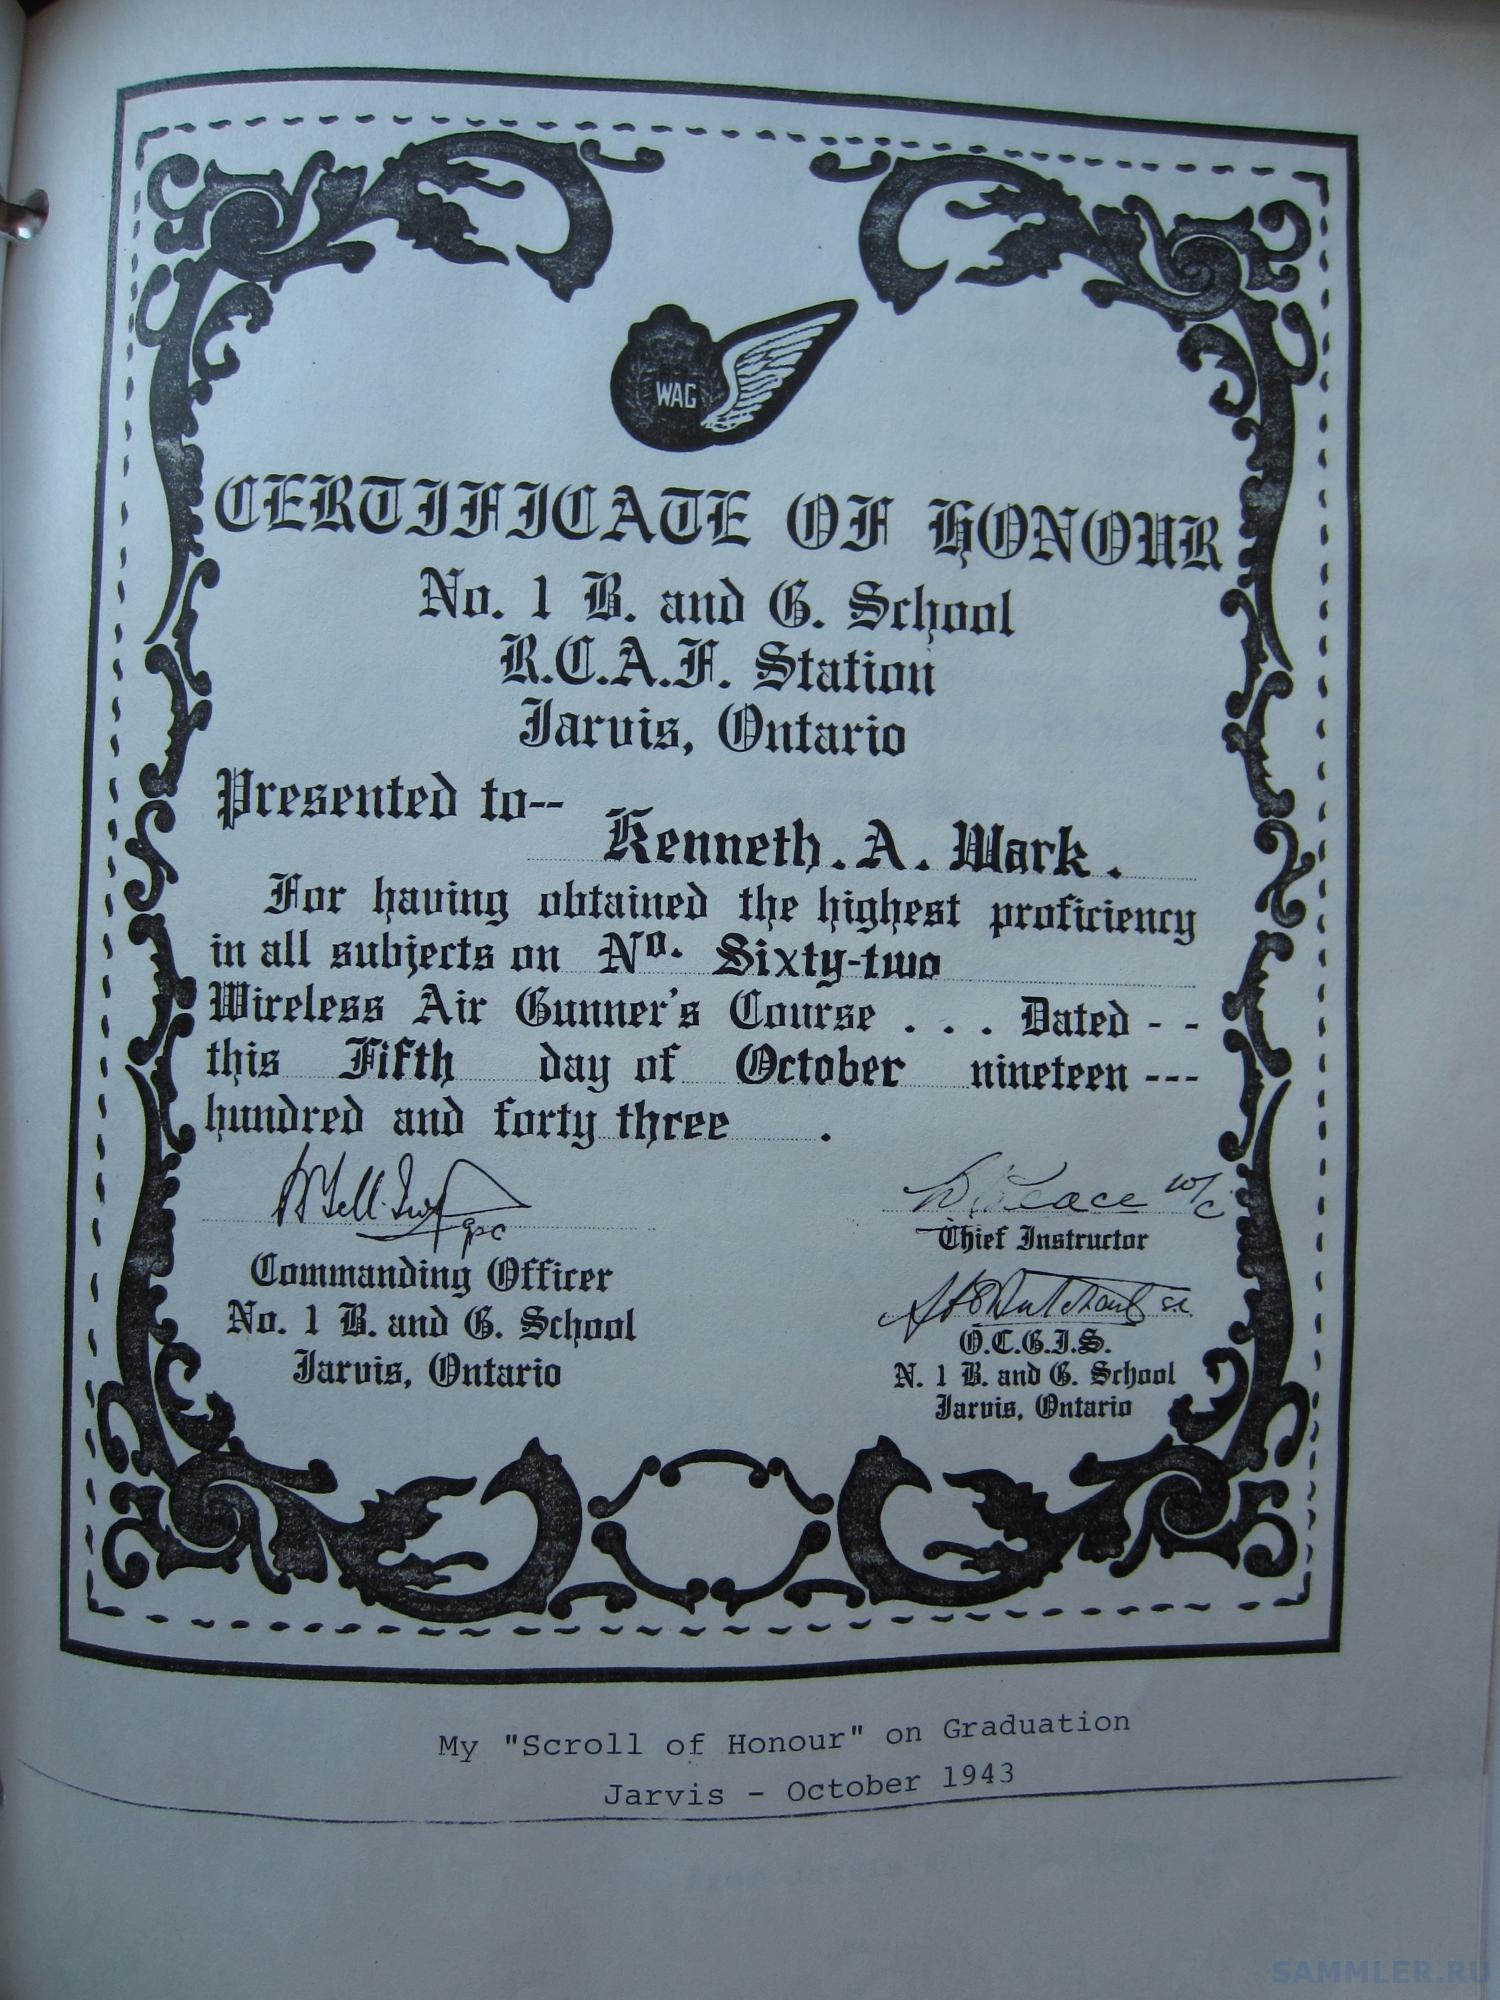 WAG
CERTIFICATE OF HONOUR
No. 1 B. and G. School
R.C.A.F. Station
Jarvis, Ontario
Presented to--
Kenneth. A. Wark.
For having obtained the highest proficiency
in all subjects on No. Sixty-two
Wireless Air Gunner's Course . . . Dated - -
this Fifth day of October nineteen ---
hundred and forty three .
gpc
Peace W/C
Chief Instructor
Commanding Officer
No. 1 B. and G. School
Jarvis, Ontario
O.C.G.I.S.
N. 1 B. and G. School
Jarvis, Ontario
My "Scroll of Honour" on Graduation
Jarvis - October 1943
SAMMLER.RU